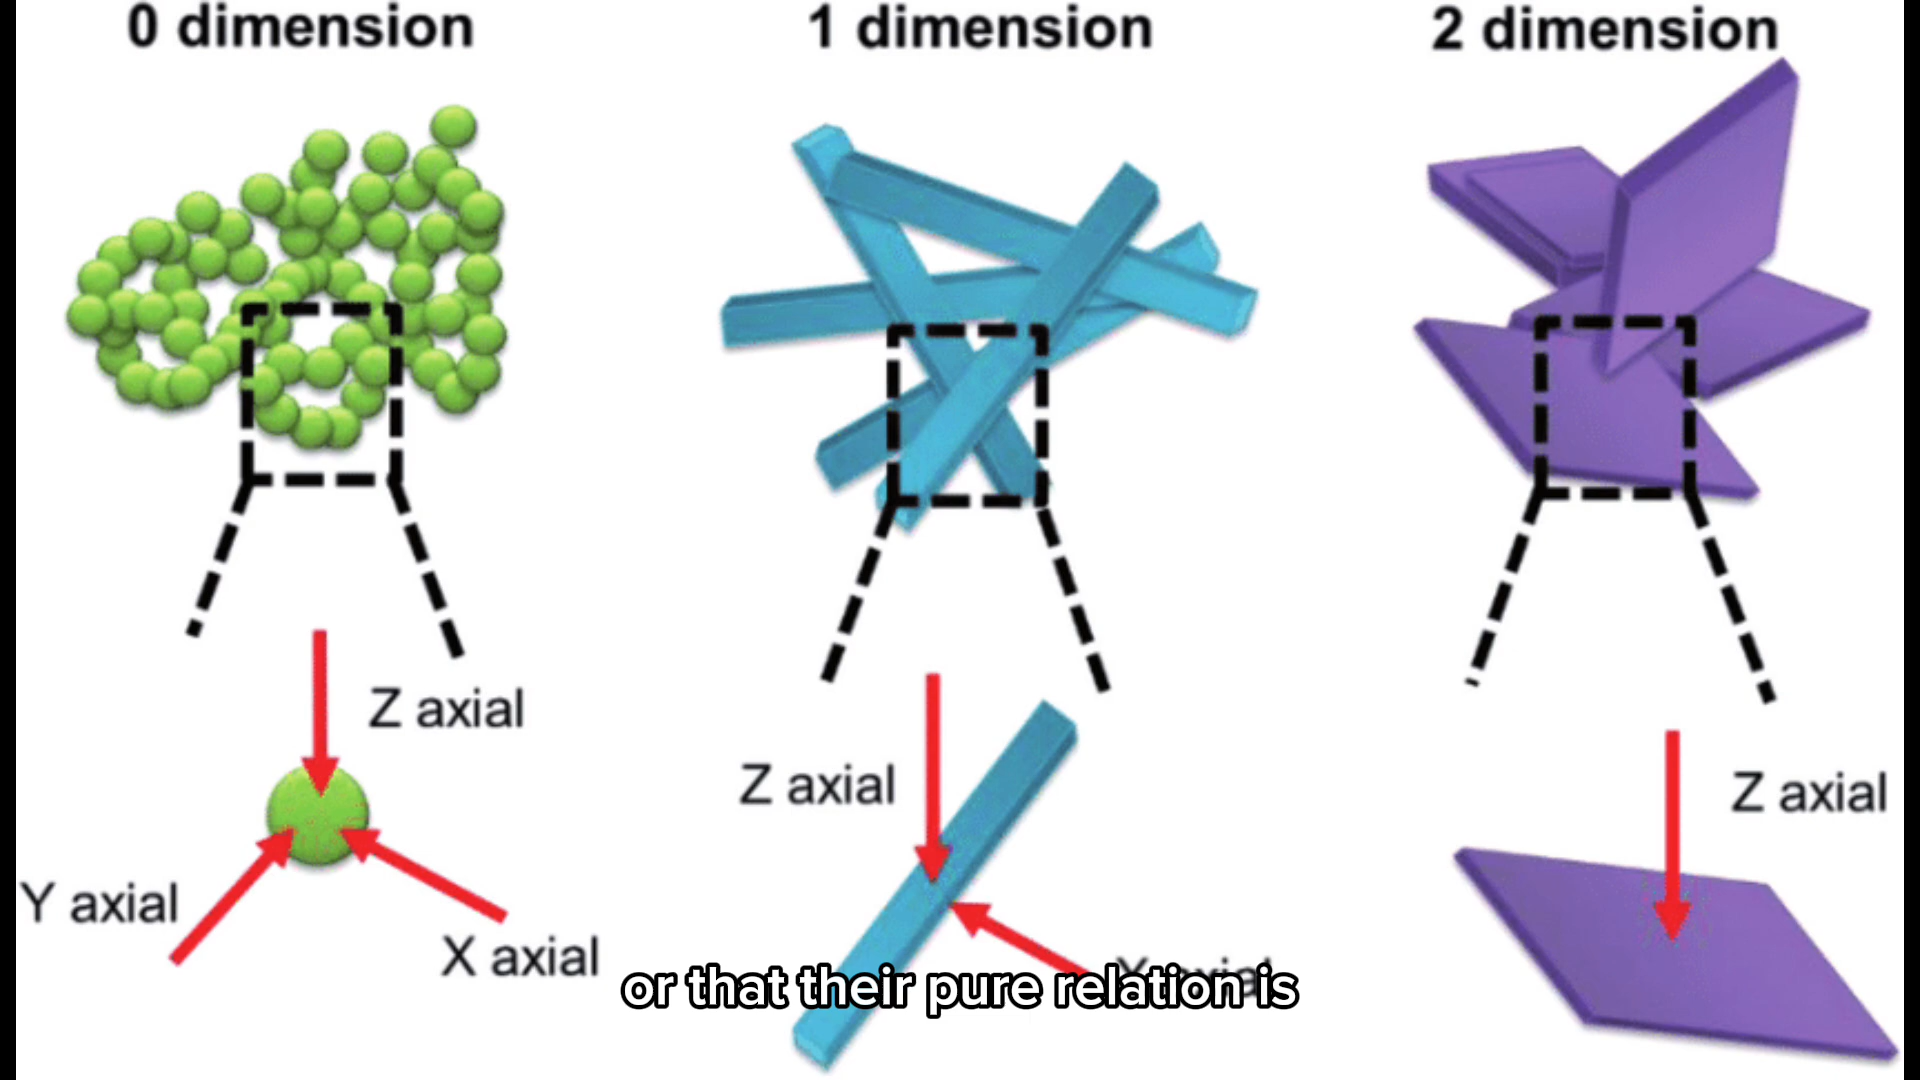 0 dimension
1 dimension
2 dimension
Z axial
Y axial
X axial
Z axial
Z axial
or that their pure relation is